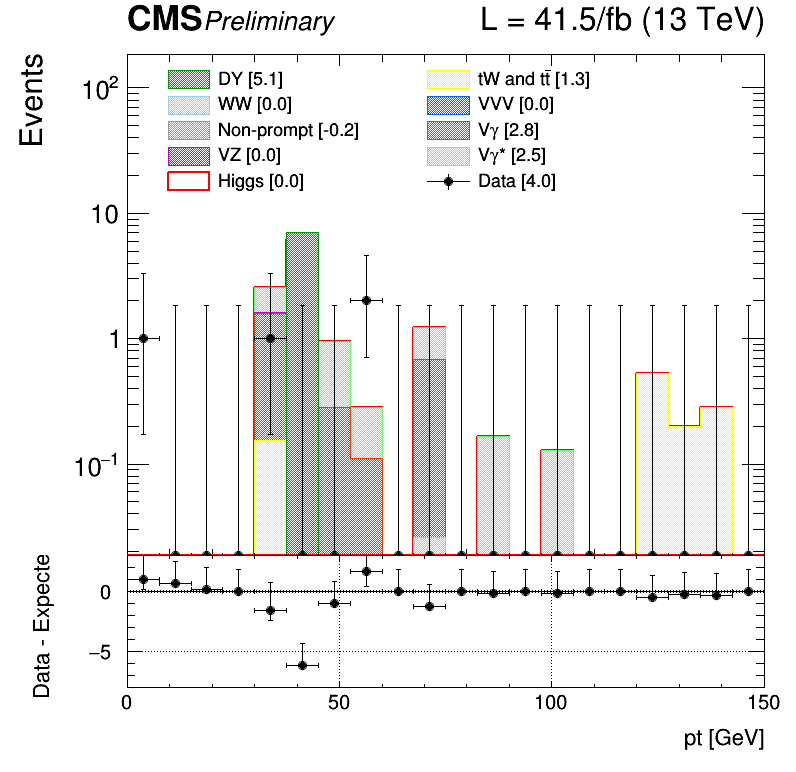 CMS Preliminary L = 41.5/fb (13 TeV)
Events
DY [5.1] tW and tt̄ [1.3]
WW [0.0] VVV [0.0]
Non-prompt [-0.2] Vγ [2.8]
VZ [0.0] Vγ* [2.5]
Higgs [0.0] Data [4.0]
10²
10
1
10⁻¹
Data - Expecte
0
−5
0 50 100 150
pt [GeV]